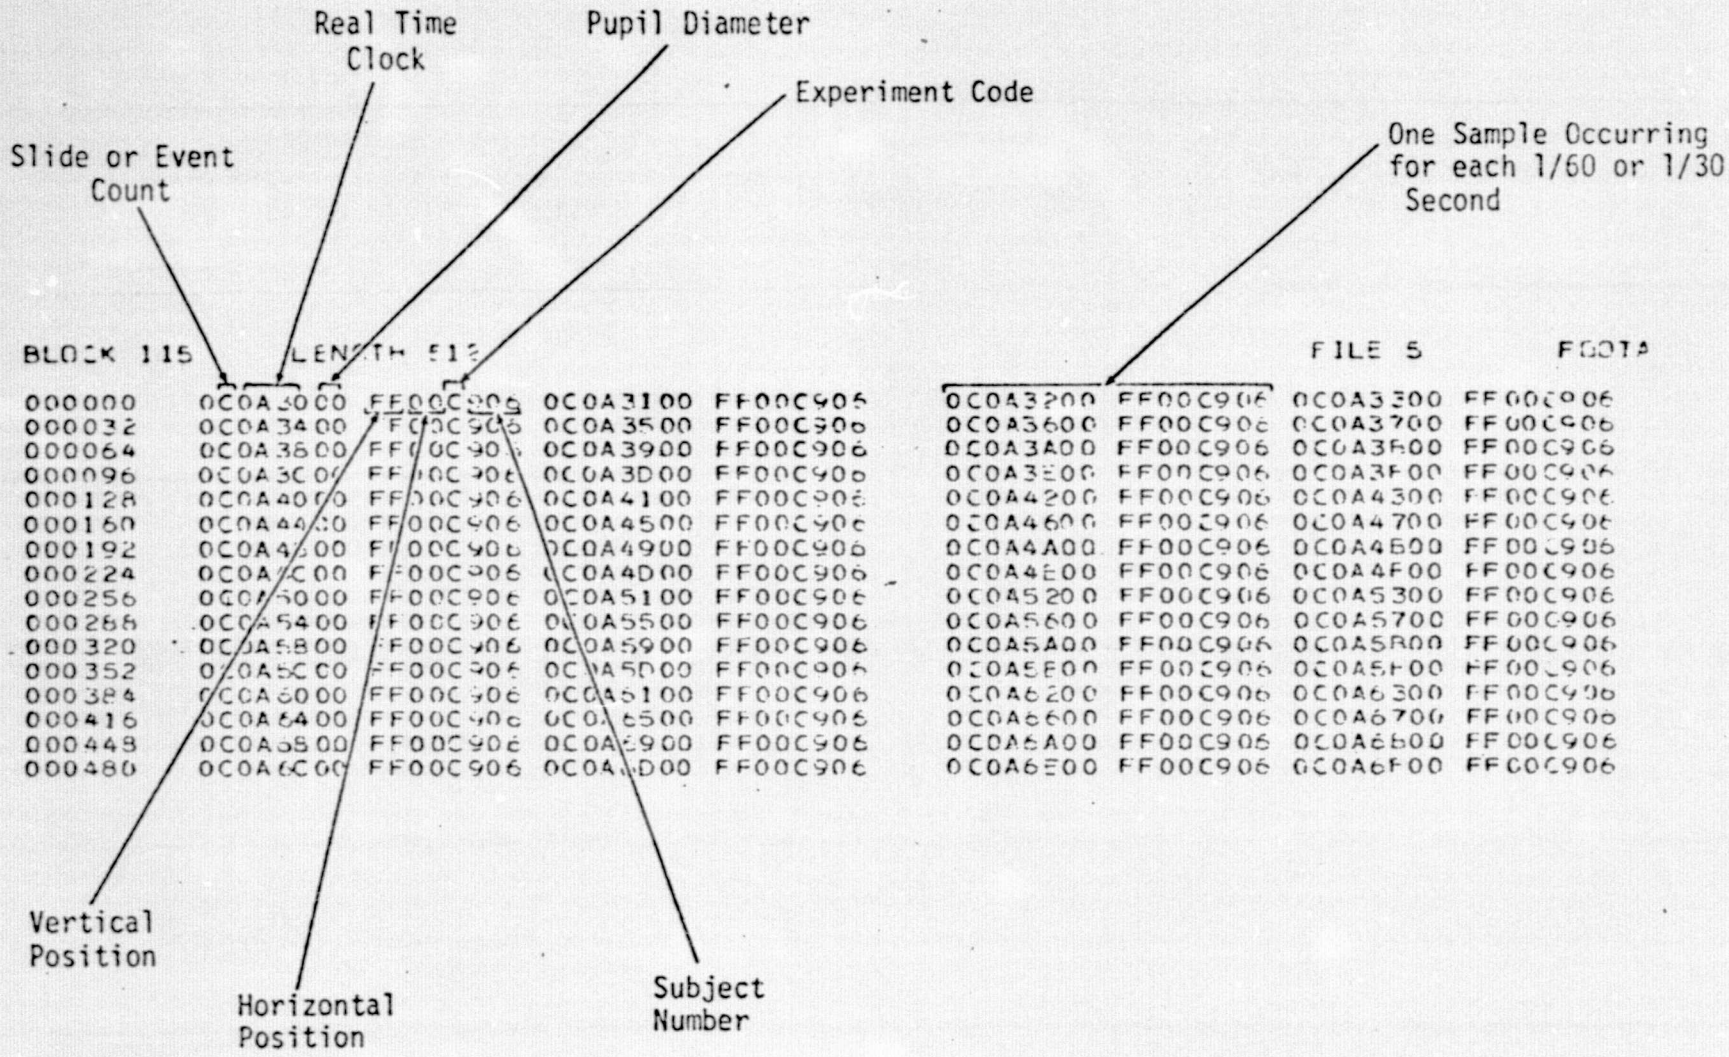 Real Time
Clock
Pupil Diameter
Experiment Code
One Sample Occurring
for each 1/60 or 1/30
Second
Slide or Event
Count
BLOCK 115 LENGTH 512 FILE 5
000000 0C0A3000 FF00C906 0C0A3100 FF00C906 0C0A3200 FF00C906 0C0A3300 FF00C906
000032 0C0A3400 FF00C906 0C0A3500 FF00C906 0C0A3600 FF00C906 0C0A3700 FF00C906
000064 0C0A3800 FF00C906 0C0A3900 FF00C906 0C0A3A00 FF00C906 0C0A3B00 FF00C906
000096 0C0A3C00 FF00C906 0C0A3D00 FF00C906 0C0A3E00 FF00C906 0C0A3F00 FF00C906
000128 0C0A4000 FF00C906 0C0A4100 FF00C906 0C0A4200 FF00C906 0C0A4300 FF00C906
000160 0C0A4400 FF00C906 0C0A4500 FF00C906 0C0A4600 FF00C906 0C0A4700 FF00C906
000192 0C0A4800 FF00C906 0C0A4900 FF00C906 0C0A4A00 FF00C906 0C0A4B00 FF00C906
000224 0C0A4C00 FF00C906 0C0A4D00 FF00C906 0C0A4E00 FF00C906 0C0A4F00 FF00C906
000256 0C0A5000 FF00C906 0C0A5100 FF00C906 0C0A5200 FF00C906 0C0A5300 FF00C906
000288 0C0A5400 FF00C906 0C0A5500 FF00C906 0C0A5600 FF00C906 0C0A5700 FF00C906
000320 0C0A5800 FF00C906 0C0A5900 FF00C906 0C0A5A00 FF00C906 0C0A5B00 FF00C906
000352 0C0A5C00 FF00C906 0C0A5D00 FF00C906 0C0A5E00 FF00C906 0C0A5F00 FF00C906
000384 0C0A6000 FF00C906 0C0A6100 FF00C906 0C0A6200 FF00C906 0C0A6300 FF00C906
000416 0C0A6400 FF00C906 0C0A6500 FF00C906 0C0A6600 FF00C906 0C0A6700 FF00C906
000448 0C0A6800 FF00C906 0C0A6900 FF00C906 0C0A6A00 FF00C906 0C0A6B00 FF00C906
000480 0C0A6C00 FF00C906 0C0A6D00 FF00C906 0C0A6E00 FF00C906 0C0A6F00 FF00C906
Vertical
Position
Horizontal
Position
Subject
Number